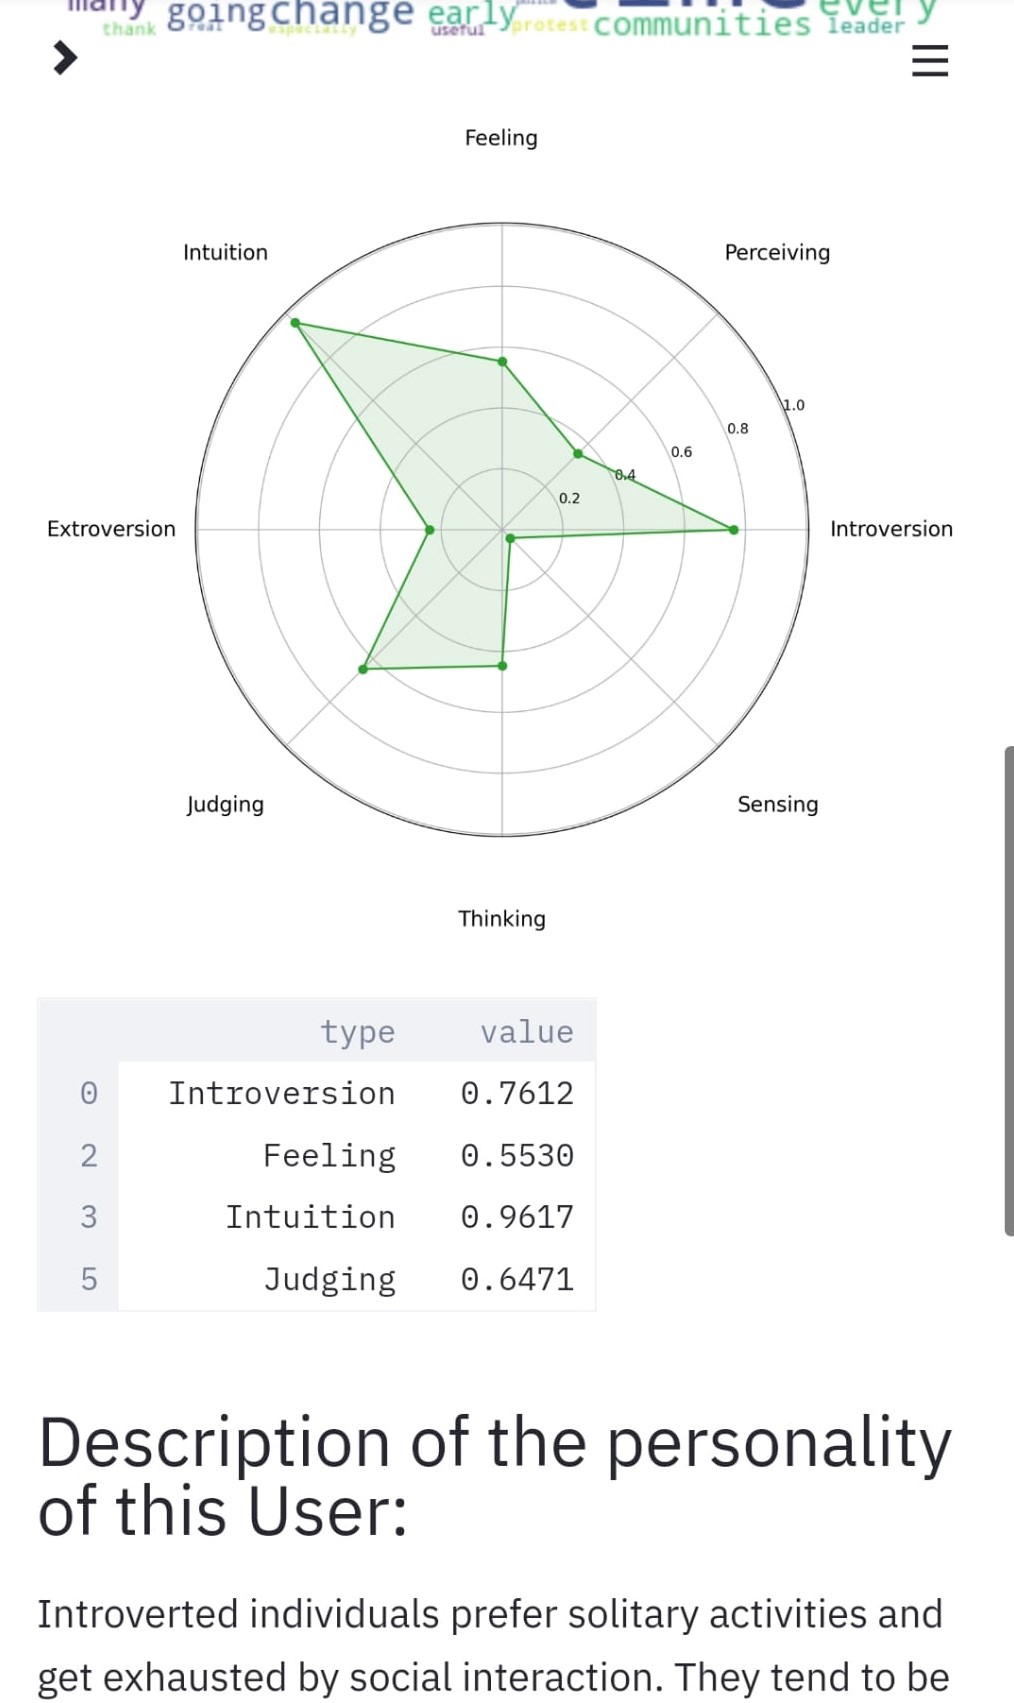 many
thank going real especially change early useful protest communities every leader
Feeling
Intuition Perceiving
1.0
0.8
0.6
0.4
0.2
Extroversion Introversion
Judging Sensing
Thinking
type value
0 Introversion 0.7612
2 Feeling 0.5530
3 Intuition 0.9617
5 Judging 0.6471
Description of the personality
of this User:
Introverted individuals prefer solitary activities and
get exhausted by social interaction. They tend to be